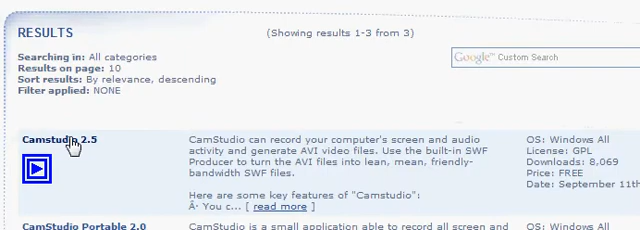 RESULTS
(Showing results 1-3 from 3)
Searching in: All categories
Results on page: 10
Sort results: By relevance, descending
Filter applied: NONE
Google™ Custom Search
Camstudio 2.5
CamStudio can record your computer's screen and audio
activity and generate AVI video files. Use the built-in SWF
Producer to turn the AVI files into lean, mean, friendly-
bandwidth SWF files.
Here are some key features of "Camstudio":
Â· You c... [ read more ]
OS: Windows All
License: GPL
Downloads: 8,069
Price: FREE
Date: September 11th
CamStudio Portable 2.0
CamStudio is a small application able to record all screen and
OS: Windows All